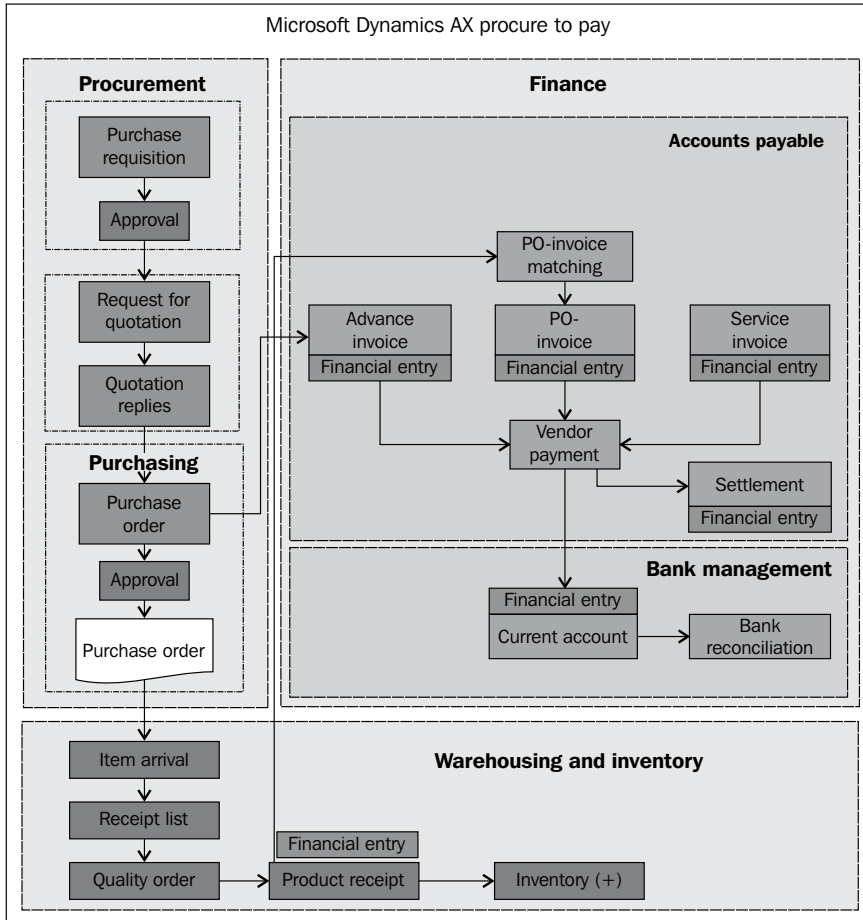 Microsoft Dynamics AX procure to pay
Procurement
Purchase
requisition
Approval
Request for
quotation
Quotation
replies
Purchasing
Purchase
order
Approval
Purchase order
Finance
Accounts payable
PO-invoice
matching
Advance
invoice
Financial entry
PO-
invoice
Financial entry
Service
invoice
Financial entry
Vendor
payment
Settlement
Financial entry
Bank management
Financial entry
Current account
Bank
reconciliation
Warehousing and inventory
Item arrival
Receipt list
Quality order
Financial entry
Product receipt
Inventory (+)